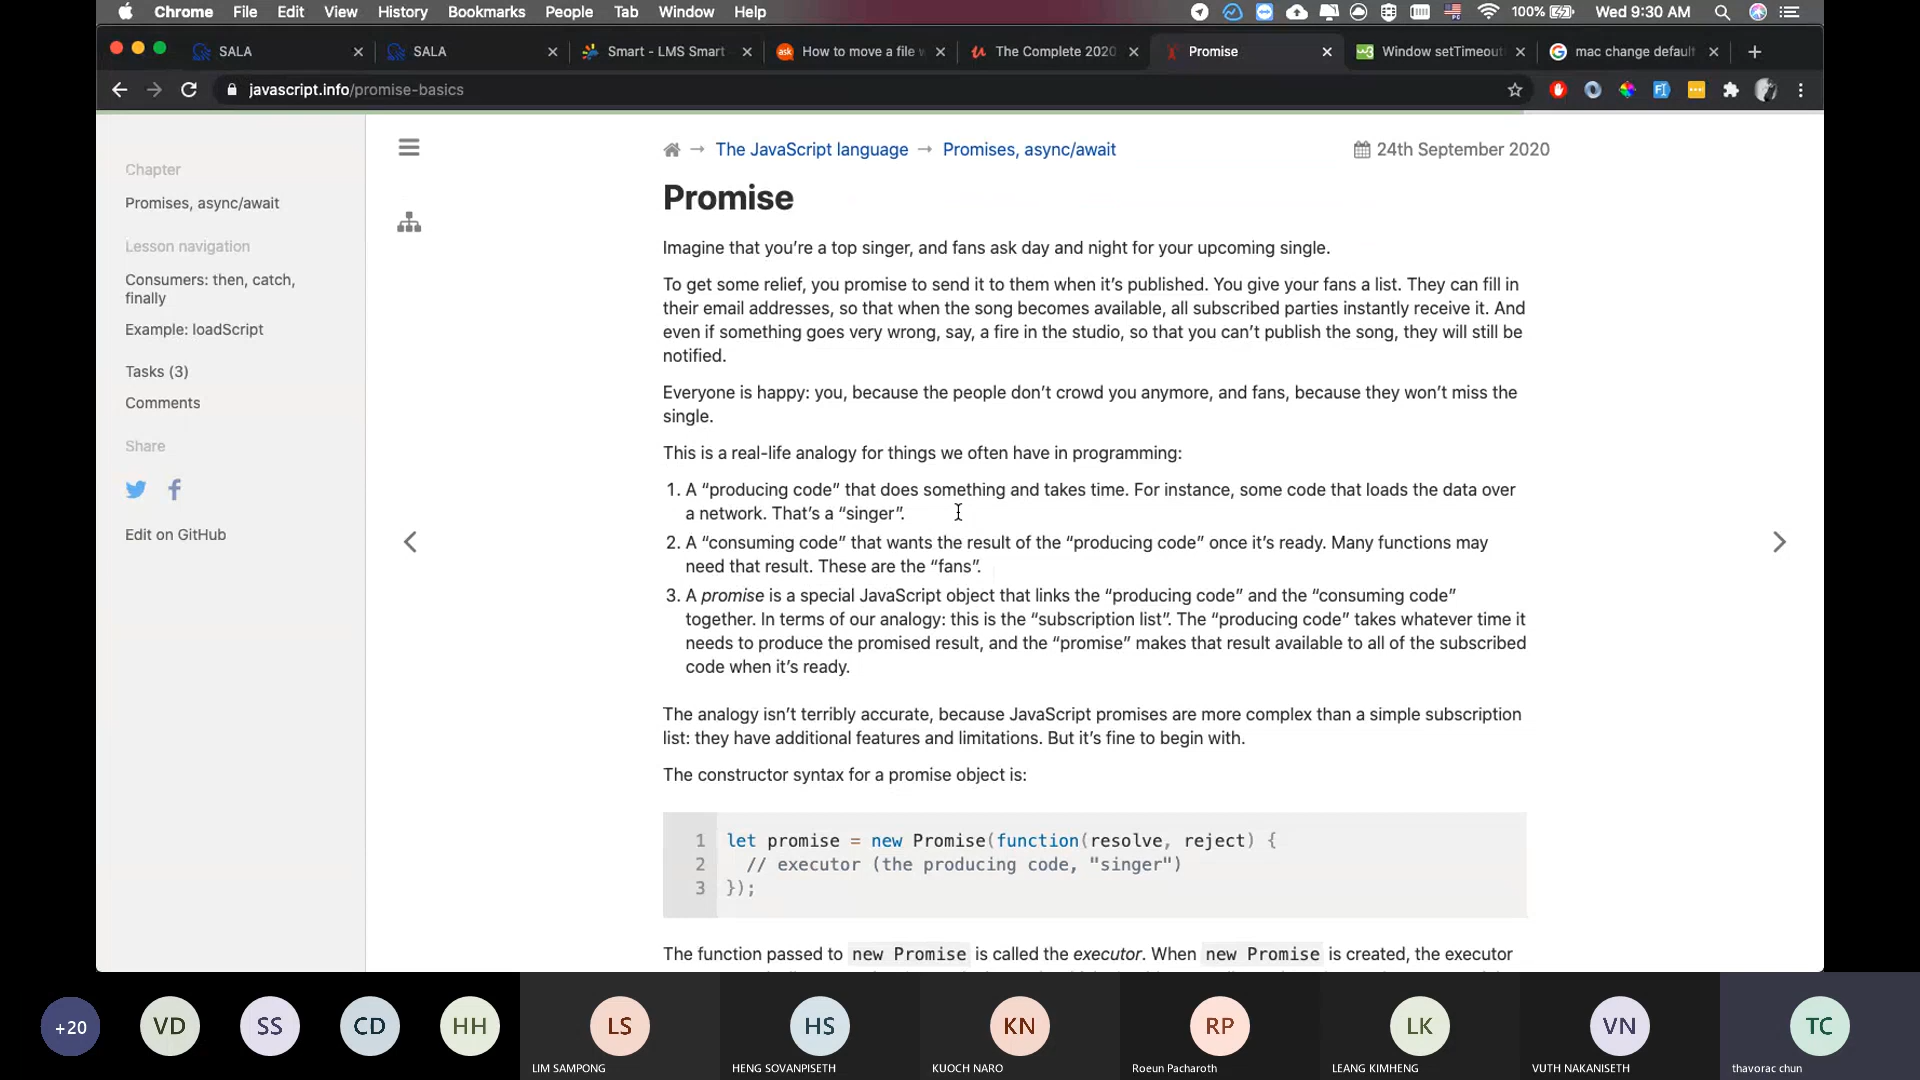 Chrome File Edit View History Bookmarks People Tab Window Help 100% Wed 9:30 AM
SALA SALA Smart - LMS Smart ask How to move a file w The Complete 2020 Promise Window setTimeout mac change defaul
javascript.info/promise-basics
The JavaScript language → Promises, async/await 24th September 2020
Chapter
Promises, async/await
Lesson navigation
Consumers: then, catch,
finally
Example: loadScript
Tasks (3)
Comments
Share
Edit on GitHub
Promise
Imagine that you’re a top singer, and fans ask day and night for your upcoming single.
To get some relief, you promise to send it to them when it’s published. You give your fans a list. They can fill in
their email addresses, so that when the song becomes available, all subscribed parties instantly receive it. And
even if something goes very wrong, say, a fire in the studio, so that you can’t publish the song, they will still be
notified.
Everyone is happy: you, because the people don’t crowd you anymore, and fans, because they won’t miss the
single.
This is a real-life analogy for things we often have in programming:
1. A “producing code” that does something and takes time. For instance, some code that loads the data over
a network. That’s a “singer”.
2. A “consuming code” that wants the result of the “producing code” once it’s ready. Many functions may
need that result. These are the “fans”.
3. A promise is a special JavaScript object that links the “producing code” and the “consuming code”
together. In terms of our analogy: this is the “subscription list”. The “producing code” takes whatever time it
needs to produce the promised result, and the “promise” makes that result available to all of the subscribed
code when it’s ready.
The analogy isn’t terribly accurate, because JavaScript promises are more complex than a simple subscription
list: they have additional features and limitations. But it’s fine to begin with.
The constructor syntax for a promise object is:
1 let promise = new Promise(function(resolve, reject) {
2 // executor (the producing code, "singer")
3 });
The function passed to new Promise is called the executor. When new Promise is created, the executor
+20 VD SS CD HH LS HS KN RP LK VN TC
LIM SAMPONG HENG SOVANPISETH KUOCH NARO Roeun Pacharoth LEANG KIMHENG VUTH NAKANISETH thavorac chun